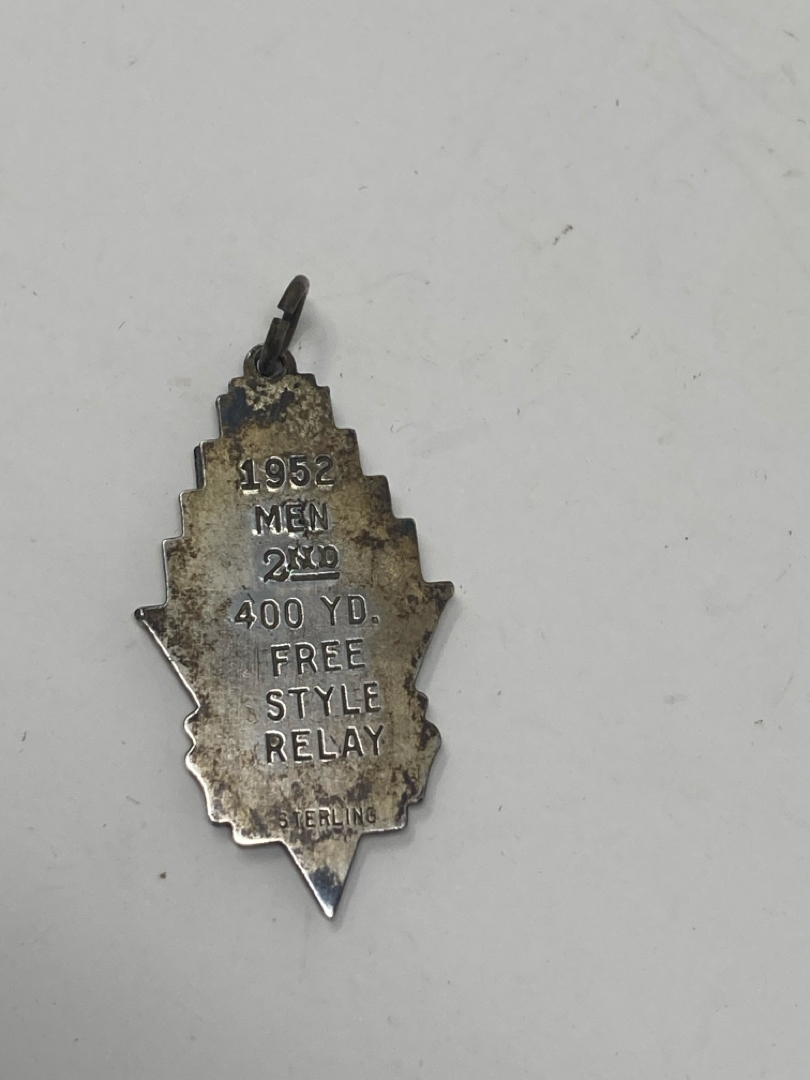 1952
MEN
2ND
400 YD.
FREE
STYLE
RELAY
STERLING